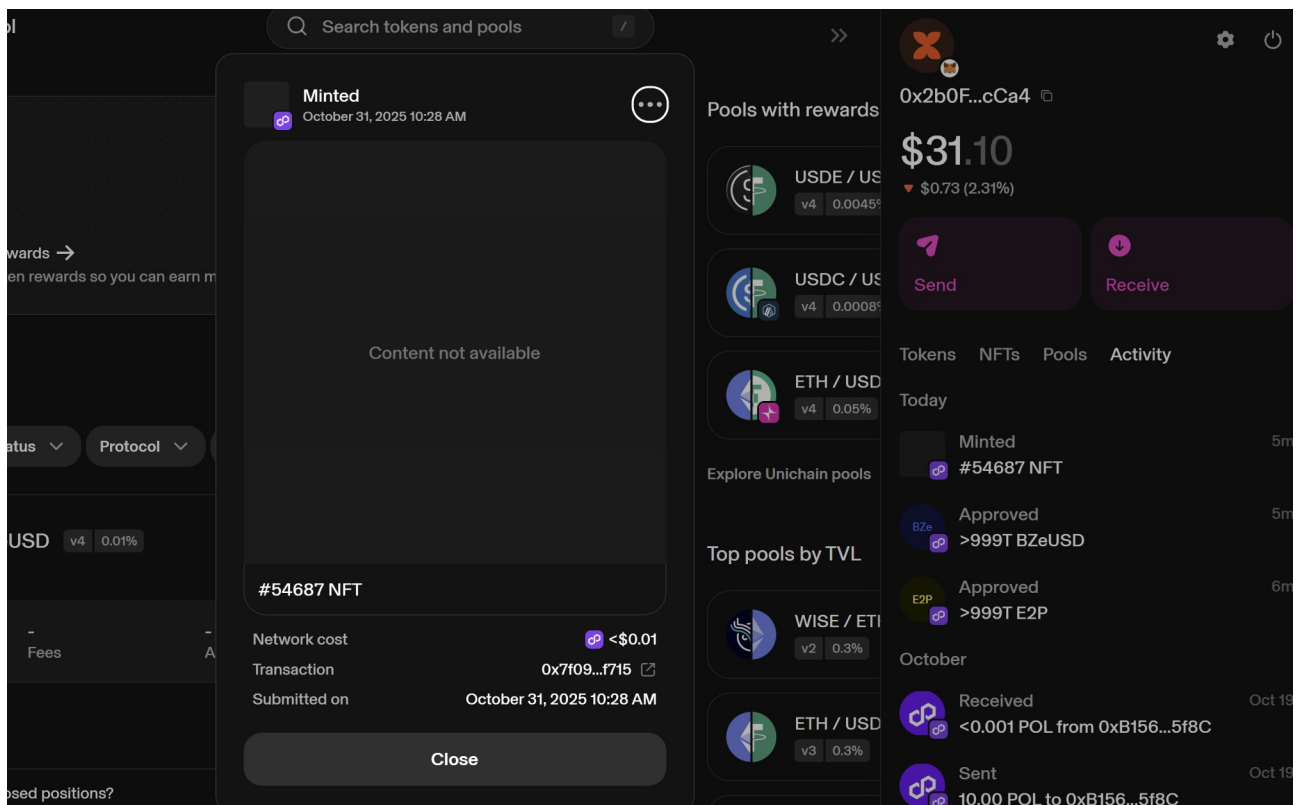 Search tokens and pools
/
wards →
en rewards so you can earn m
atus
Protocol
USD v4 0.01%
-
Fees
-
A
osed positions?
Minted
October 31, 2025 10:28 AM
Content not available
#54687 NFT
Network cost <$0.01
Transaction 0x7f09...f715
Submitted on October 31, 2025 10:28 AM
Close
Pools with rewards
USDE / US
v4 0.0045%
USDC / US
v4 0.0008%
ETH / USD
v4 0.05%
Explore Unichain pools
Top pools by TVL
WISE / ETH
v2 0.3%
ETH / USD
v3 0.3%
0x2b0F...cCa4
$31.10
$0.73 (2.31%)
Send
Receive
Tokens NFTs Pools Activity
Today
Minted 5m
#54687 NFT
BZe
Approved 5m
>999T BZeUSD
E2P
Approved 6m
>999T E2P
October
Received Oct 19
<0.001 POL from 0xB156...5f8C
Sent Oct 19
10.00 POL to 0xB156...5f8C